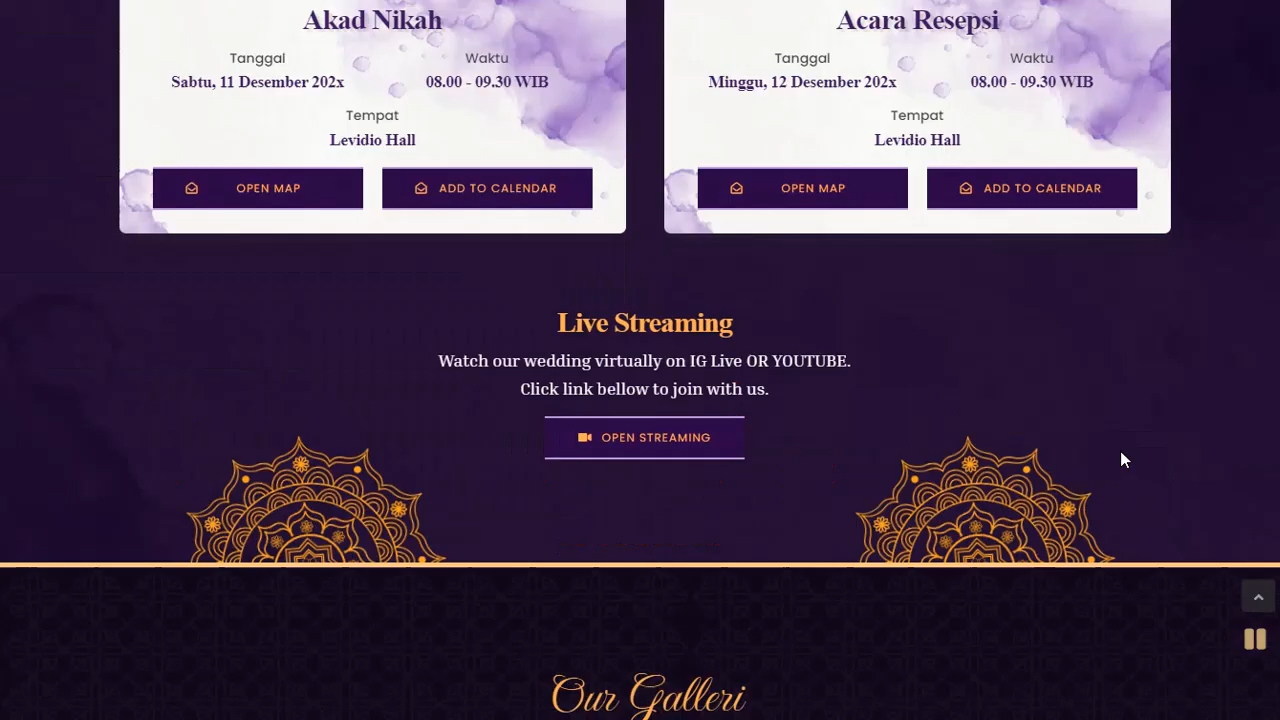 Akad Nikah
Tanggal
Waktu
Sabtu, 11 Desember 202x
08.00 - 09.30 WIB
Tempat
Levidio Hall
OPEN MAP
ADD TO CALENDAR
Acara Resepsi
Tanggal
Waktu
Minggu, 12 Desember 202x
08.00 - 09.30 WIB
Tempat
Levidio Hall
OPEN MAP
ADD TO CALENDAR
Live Streaming
Watch our wedding virtually on IG Live OR YOUTUBE.
Click link bellow to join with us.
OPEN STREAMING
Our Galleri